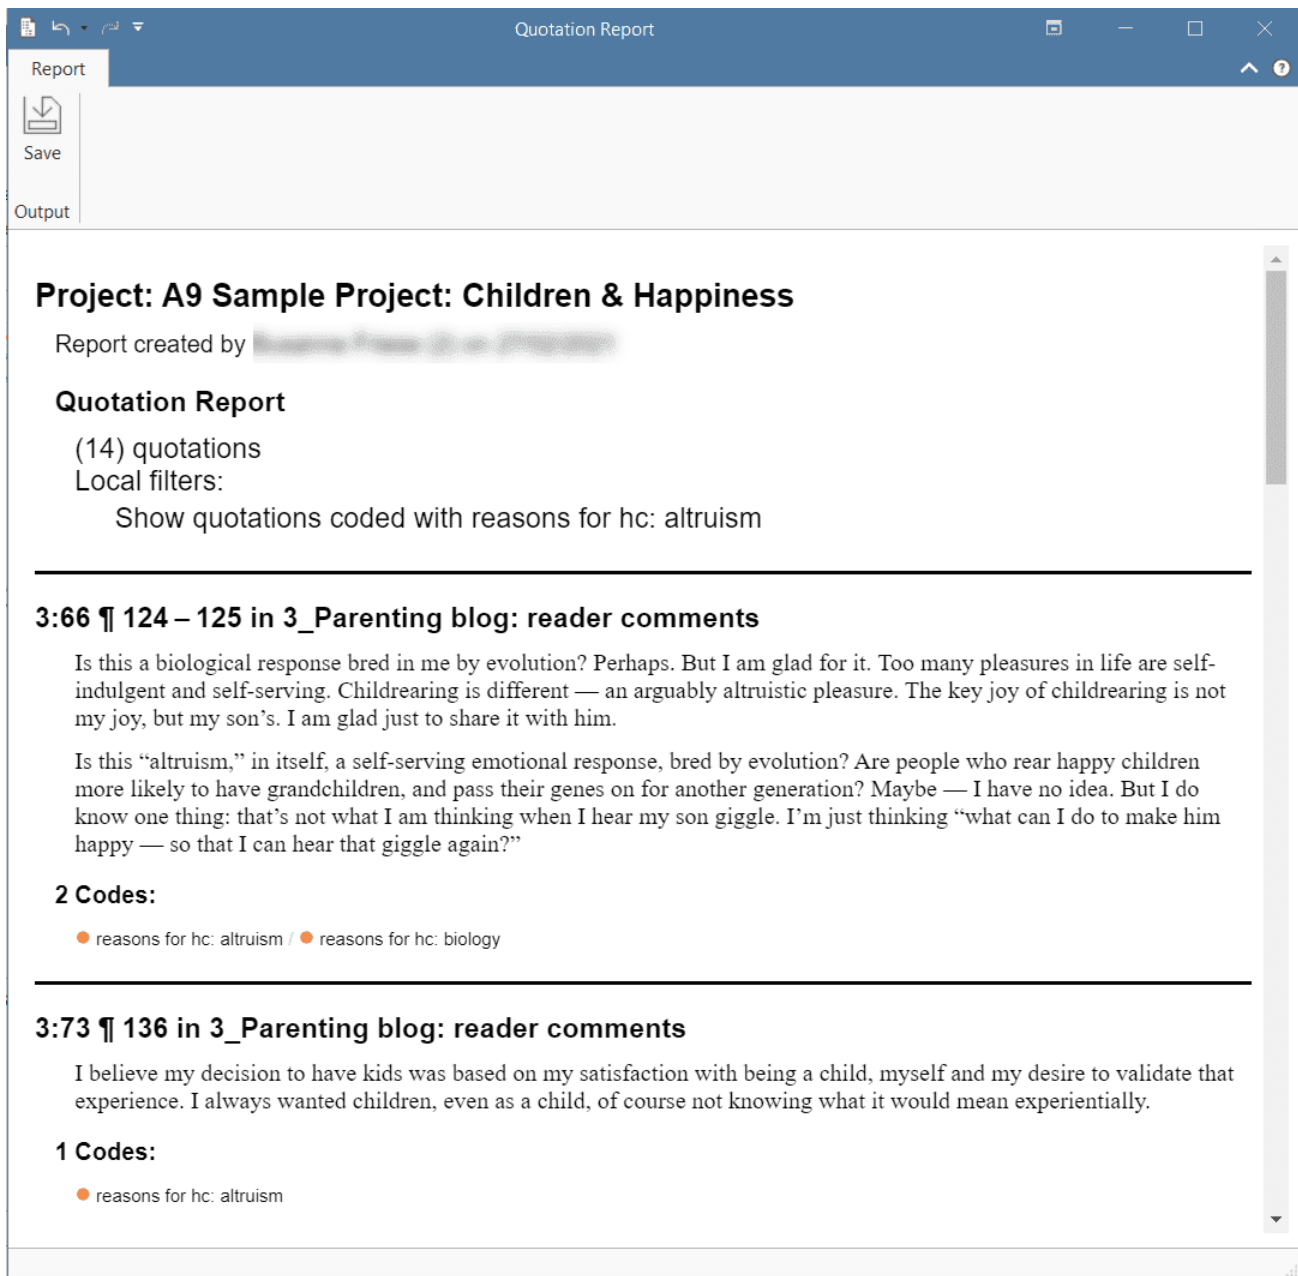 Quotation Report
Report
Save
Output
Project: A9 Sample Project: Children & Happiness
Report created by
Quotation Report
(14) quotations
Local filters:
Show quotations coded with reasons for hc: altruism
3:66 ¶ 124 – 125 in 3_Parenting blog: reader comments
Is this a biological response bred in me by evolution? Perhaps. But I am glad for it. Too many pleasures in life are self-
indulgent and self-serving. Childrearing is different — an arguably altruistic pleasure. The key joy of childrearing is not
my joy, but my son’s. I am glad just to share it with him.
Is this “altruism,” in itself, a self-serving emotional response, bred by evolution? Are people who rear happy children
more likely to have grandchildren, and pass their genes on for another generation? Maybe — I have no idea. But I do
know one thing: that’s not what I am thinking when I hear my son giggle. I’m just thinking “what can I do to make him
happy — so that I can hear that giggle again?”
2 Codes:
reasons for hc: altruism / reasons for hc: biology
3:73 ¶ 136 in 3_Parenting blog: reader comments
I believe my decision to have kids was based on my satisfaction with being a child, myself and my desire to validate that
experience. I always wanted children, even as a child, of course not knowing what it would mean experientially.
1 Codes:
reasons for hc: altruism